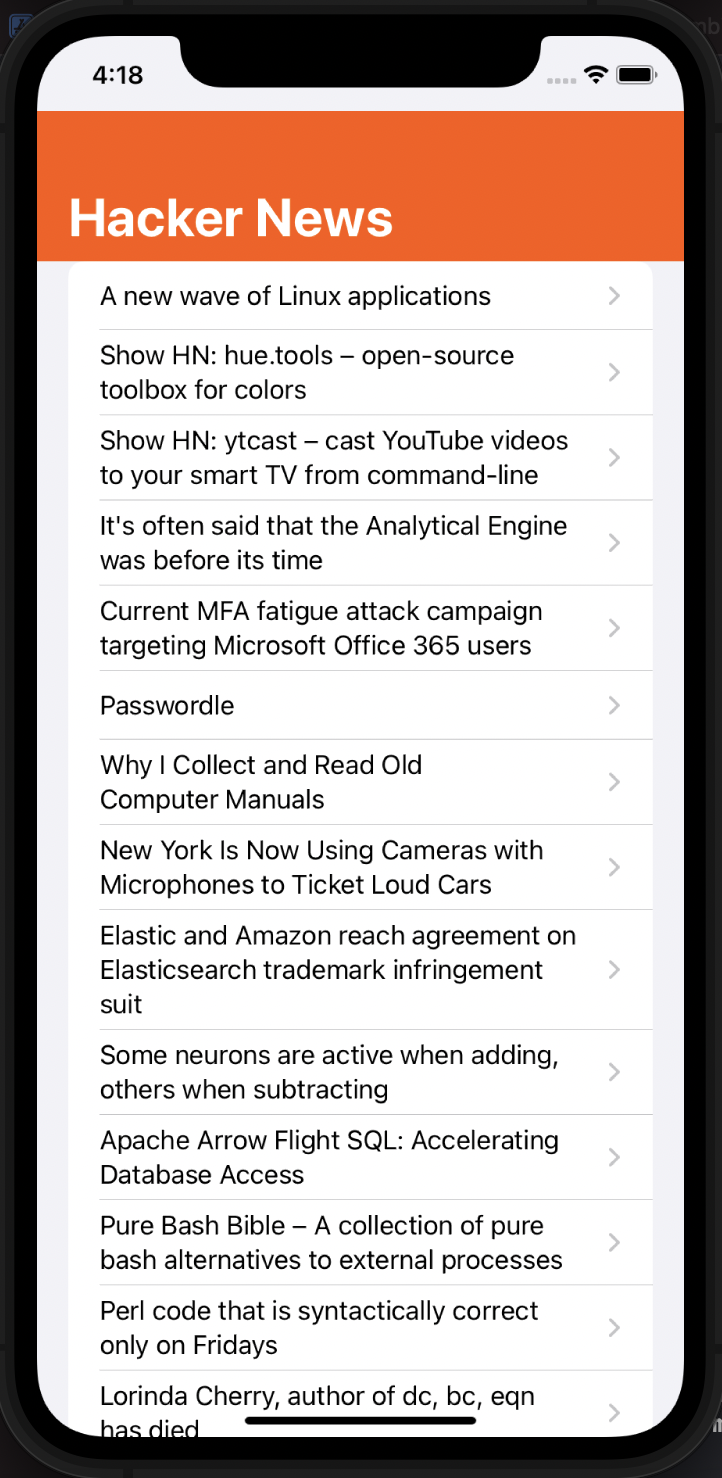 4:18
Hacker News
A new wave of Linux applications
Show HN: hue.tools – open-source
toolbox for colors
Show HN: ytcast – cast YouTube videos
to your smart TV from command-line
It's often said that the Analytical Engine
was before its time
Current MFA fatigue attack campaign
targeting Microsoft Office 365 users
Passwordle
Why I Collect and Read Old
Computer Manuals
New York Is Now Using Cameras with
Microphones to Ticket Loud Cars
Elastic and Amazon reach agreement on
Elasticsearch trademark infringement
suit
Some neurons are active when adding,
others when subtracting
Apache Arrow Flight SQL: Accelerating
Database Access
Pure Bash Bible – A collection of pure
bash alternatives to external processes
Perl code that is syntactically correct
only on Fridays
Lorinda Cherry, author of dc, bc, eqn
has died